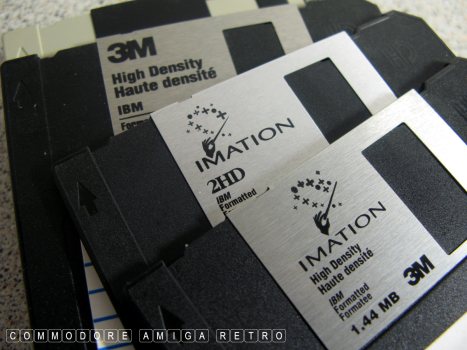 3M
High Density
Haute densité
IBM
IMATION
2HD
IBM
Formatted
IMATION
High Density
Haute densité
IBM
Formatted
Formatee
1.44 MB 3M
COMMODORE AMIGA RETRO